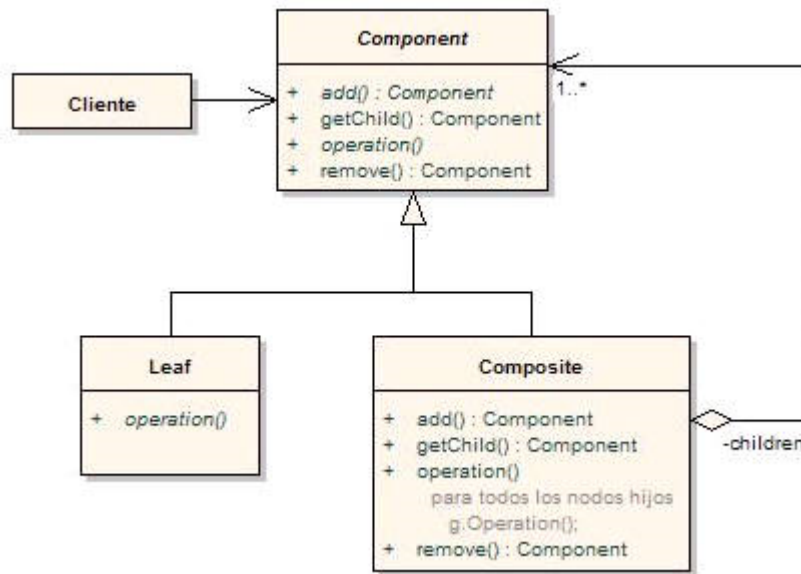 Component
+ add() : Component
+ getChild() : Component
+ operation()
+ remove() : Component
Cliente
1..*
Leaf
+ operation()
Composite
+ add() : Component
+ getChild() : Component
+ operation()
para todos los nodos hijos
g.Operation();
+ remove() : Component
-children